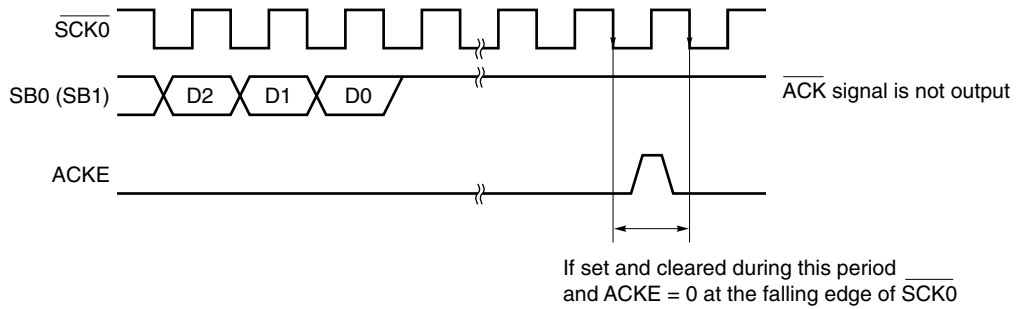 SCK0
SB0 (SB1)
D2
D1
D0
ACK signal is not output
ACKE
If set and cleared during this period
and ACKE = 0 at the falling edge of SCK0